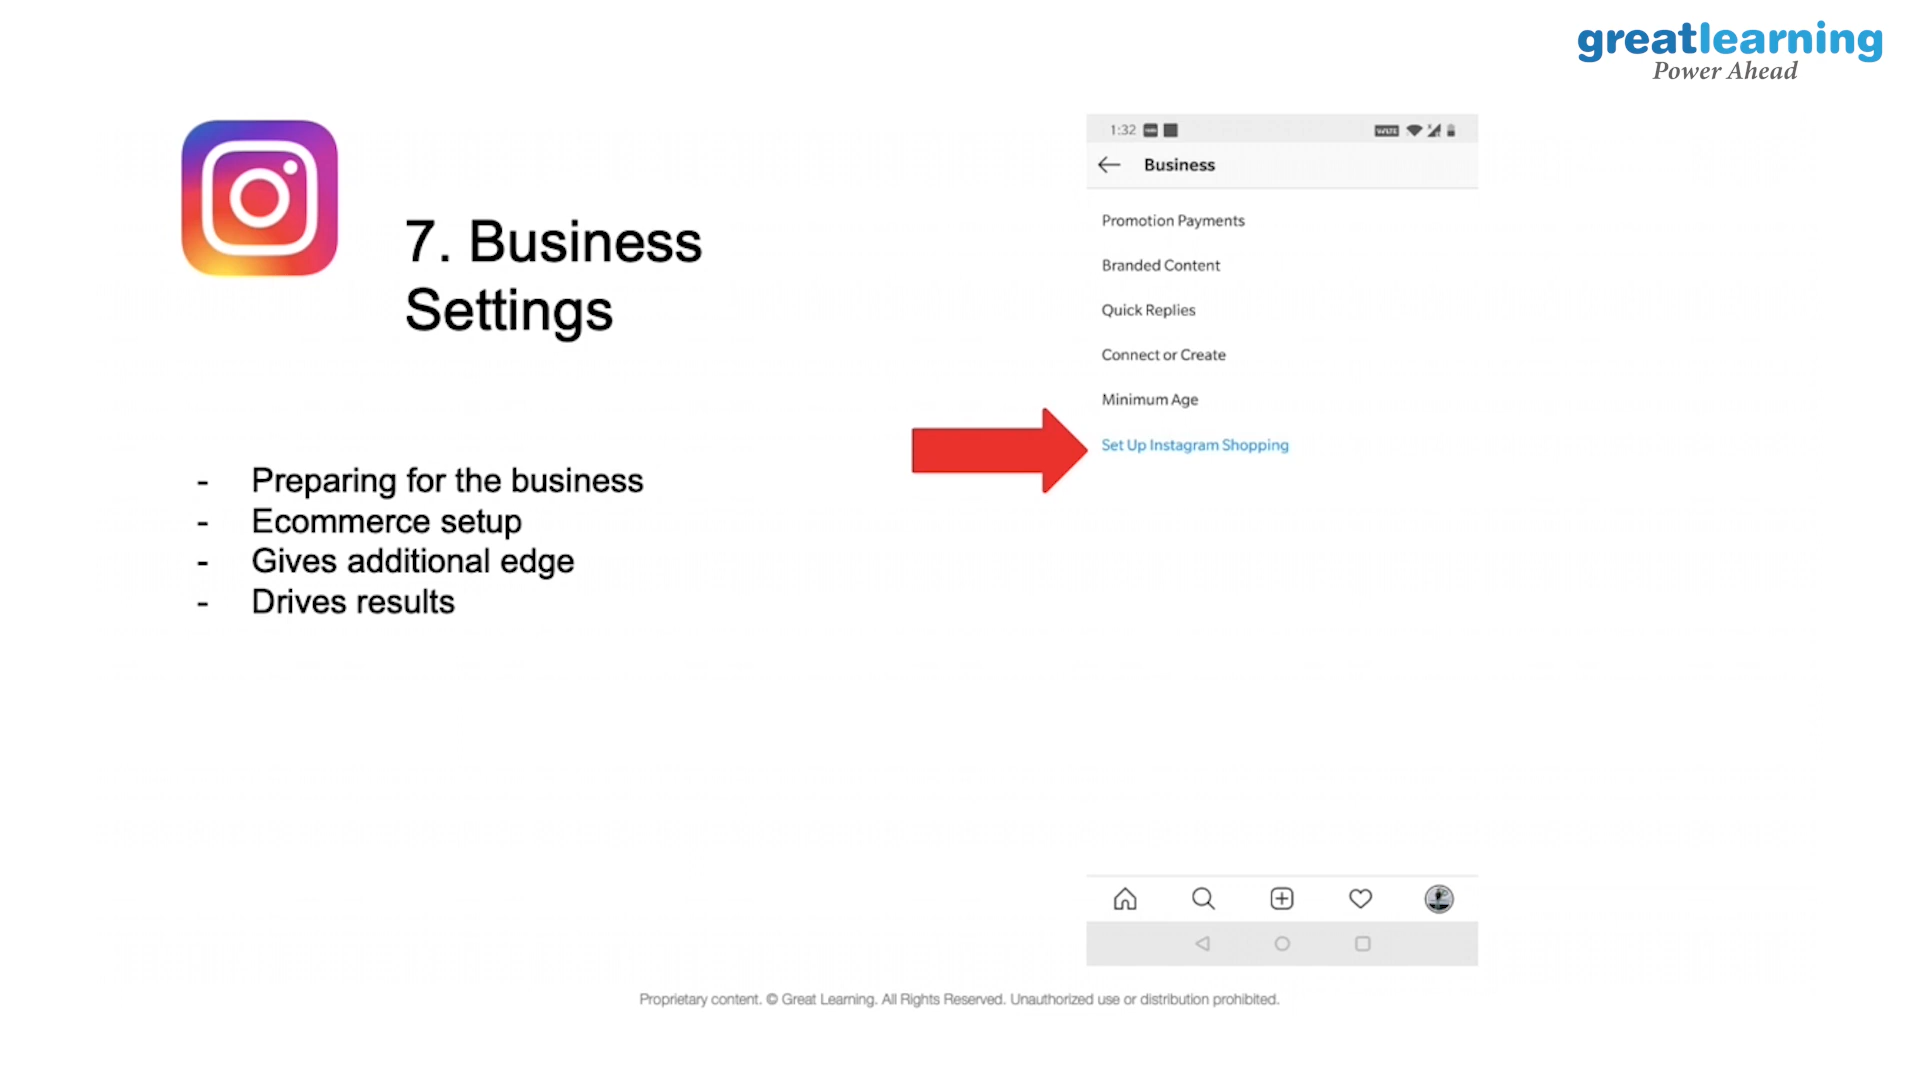 greatlearning
Power Ahead
7. Business
Settings
- Preparing for the business
- Ecommerce setup
- Gives additional edge
- Drives results
1:32
Business
Promotion Payments
Branded Content
Quick Replies
Connect or Create
Minimum Age
Set Up Instagram Shopping
Proprietary content. © Great Learning. All Rights Reserved. Unauthorized use or distribution prohibited.